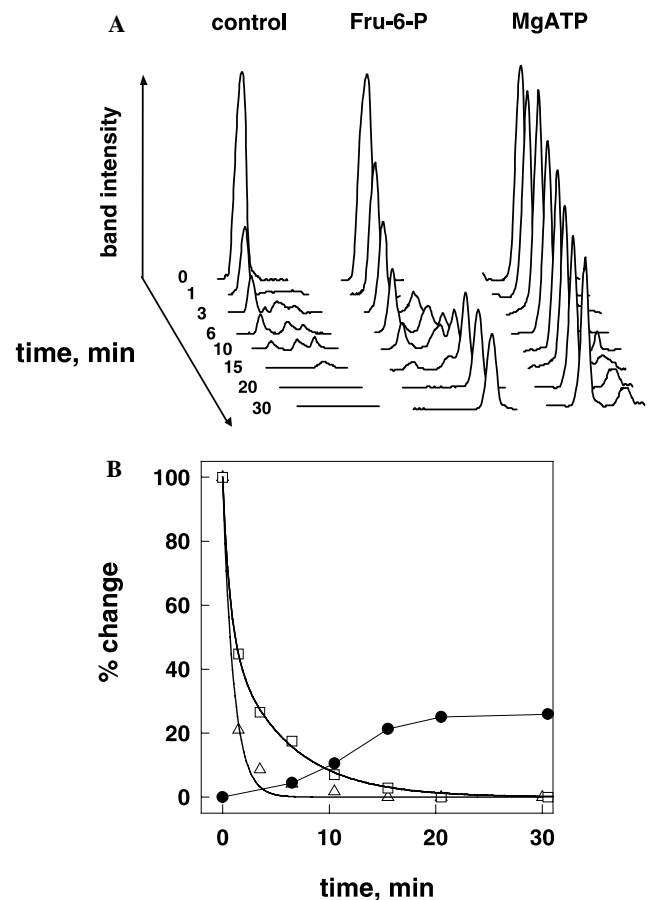 A
control Fru-6-P MgATP
band intensity
0
1
3
6
10
15
20
30
time, min
B
100
80
60
40
20
0
% change
0 10 20 30
time, min